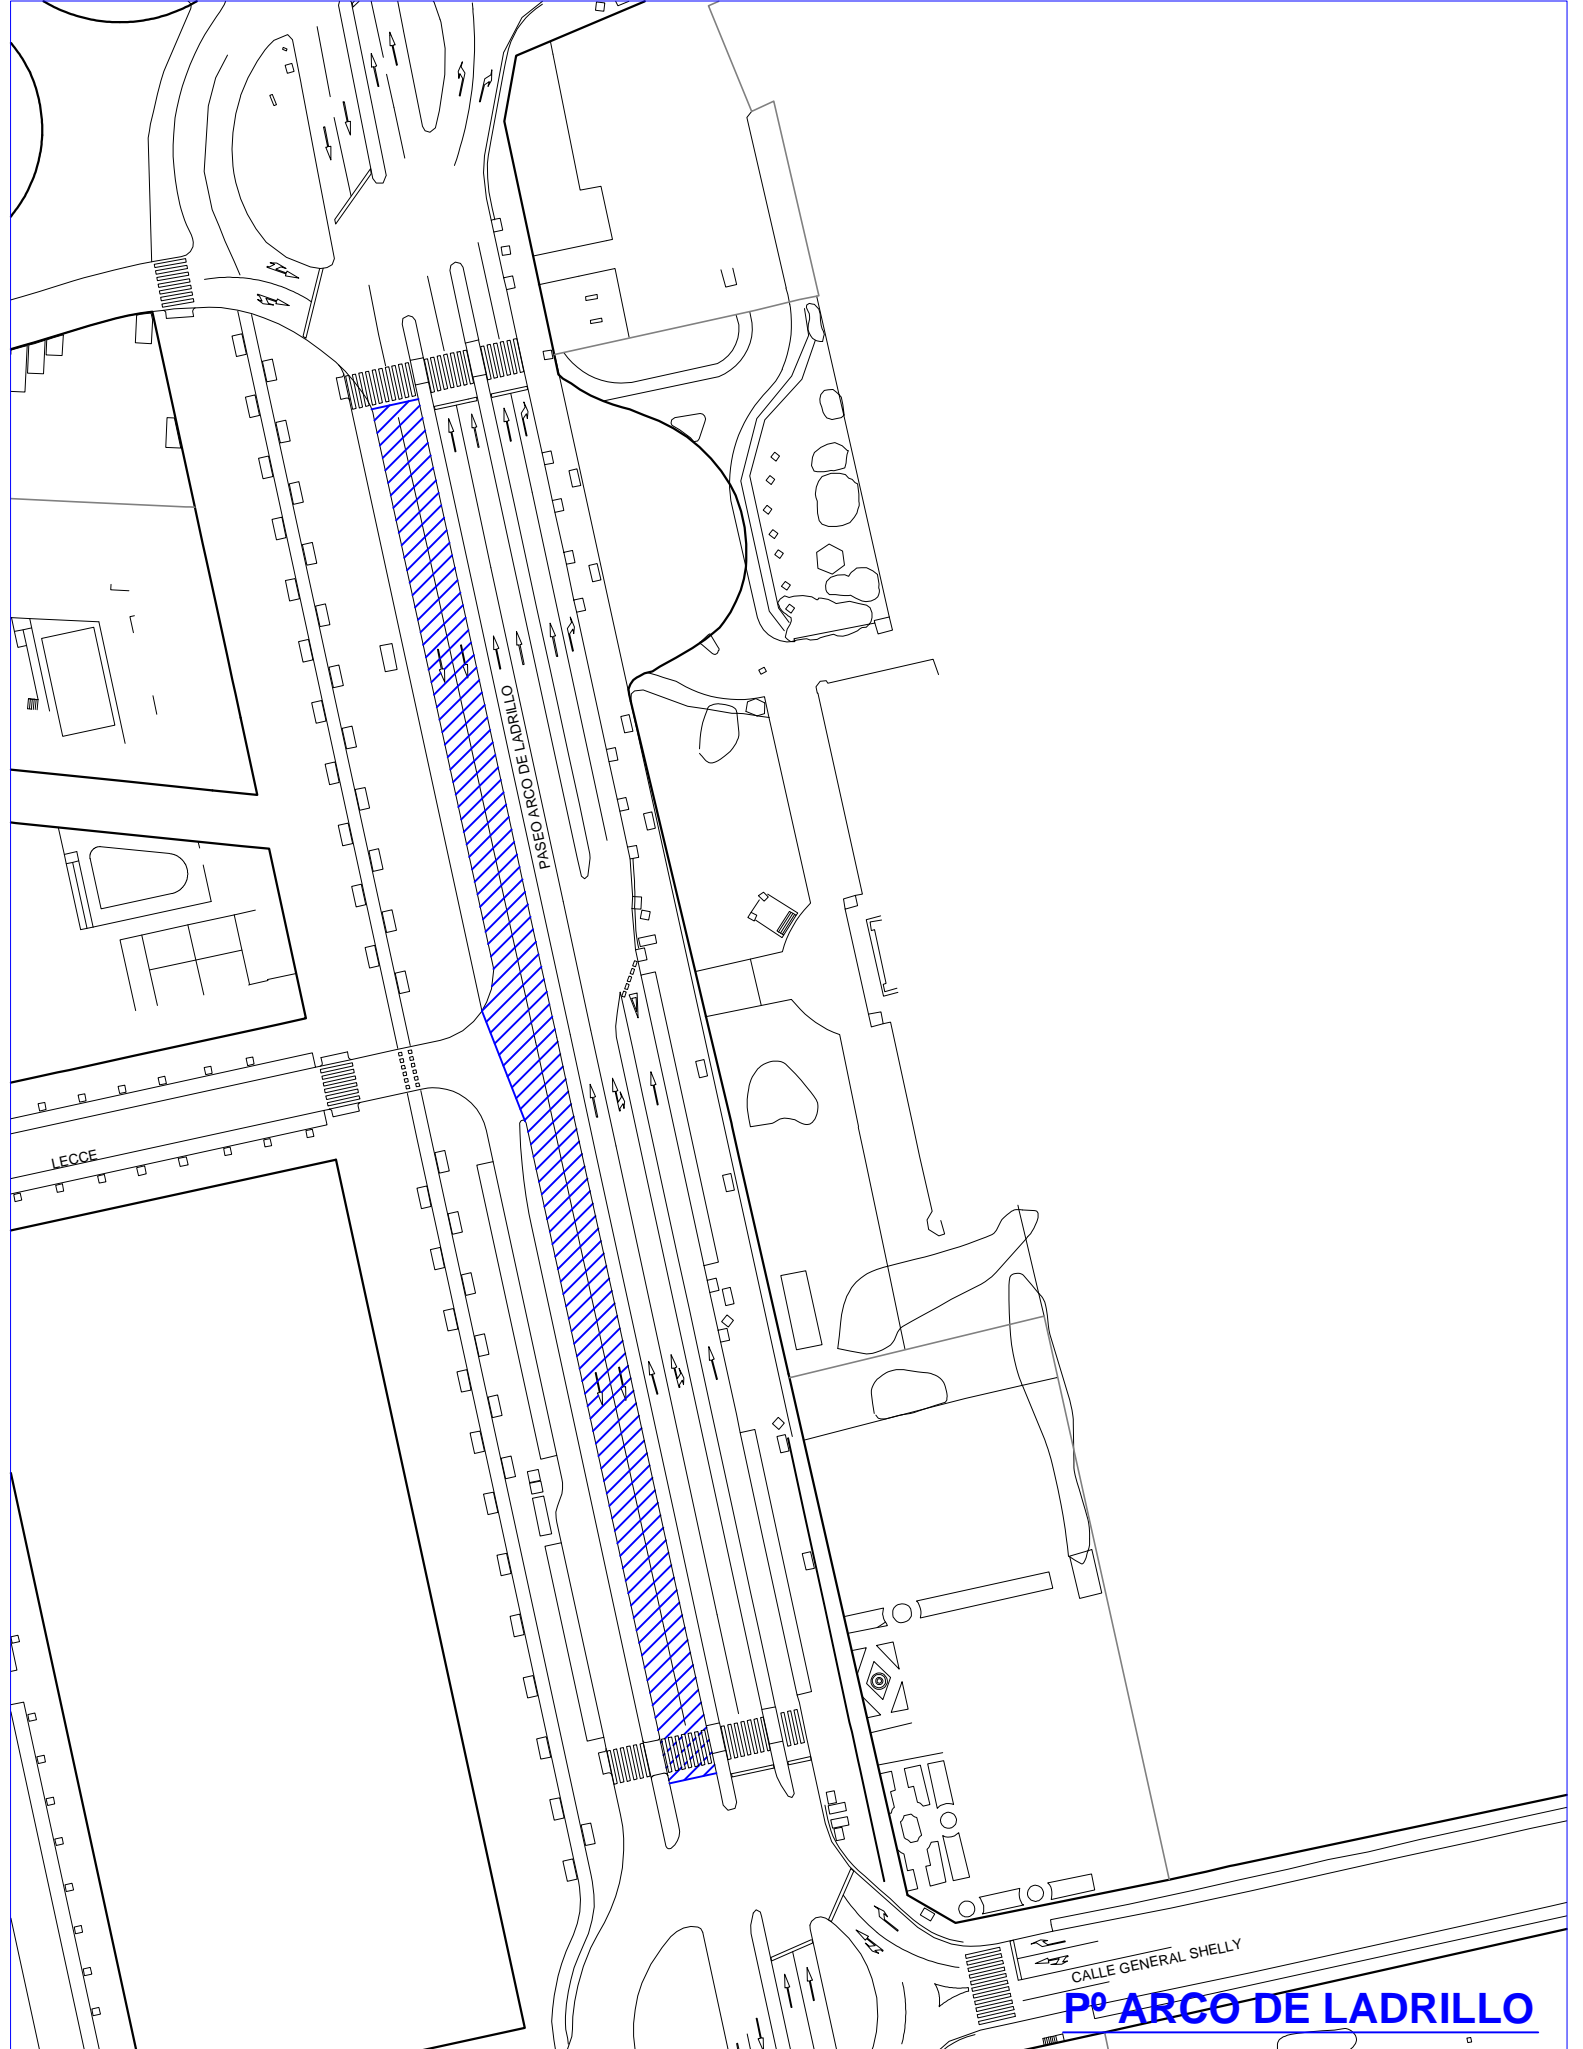 PASEO ARCO DE LADRILLO
LECCE
CALLE GENERAL SHELLY
Pº ARCO DE LADRILLO